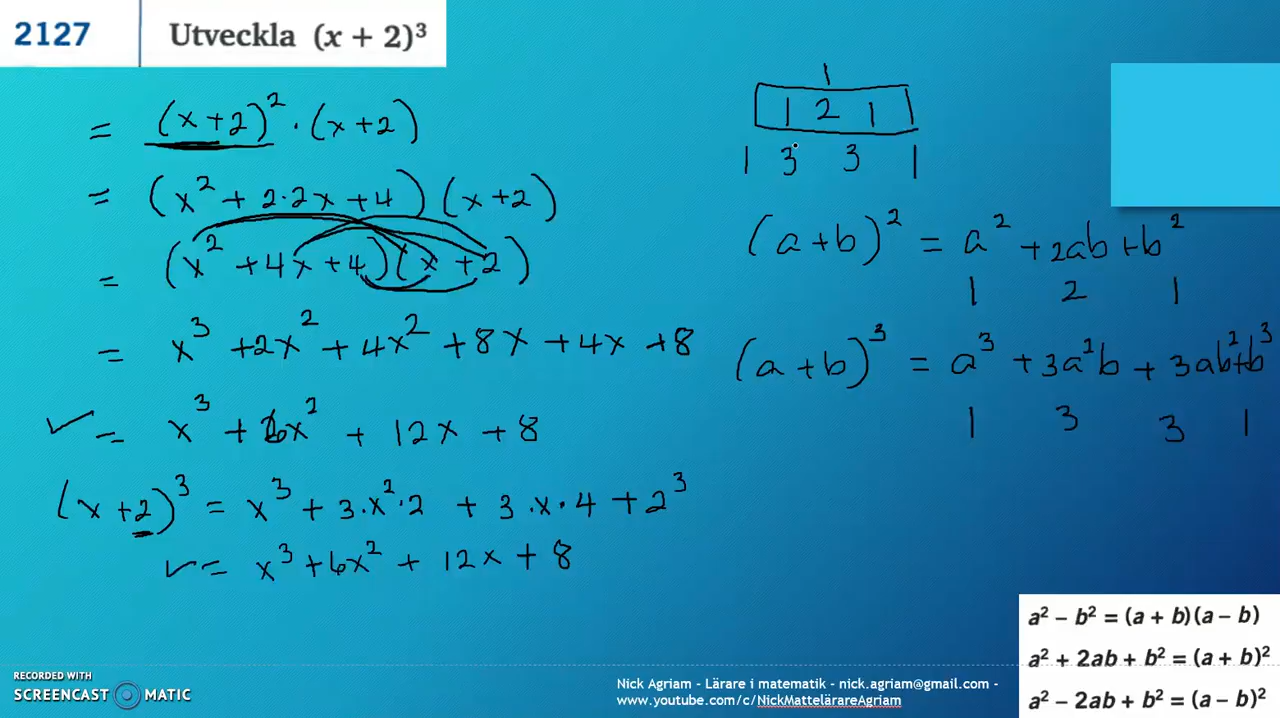 2127 Utveckla (x + 2)³
= (x+2)² · (x+2)
= (x² + 2·2x + 4)(x+2)
= (x² + 4x + 4)(x + 2)
= x³ + 2x² + 4x² + 8x + 4x + 8
= x³ + 6x² + 12x + 8
(x+2)³ = x³ + 3·x²·2 + 3·x·4 + 2³
= x³ + 6x² + 12x + 8
1
1 2 1
1 3 3 1
(a+b)² = a² + 2ab + b²
1 2 1
(a+b)³ = a³ + 3a²b + 3ab² + b³
1 3 3 1
a² − b² = (a + b)(a − b)
a² + 2ab + b² = (a + b)²
a² − 2ab + b² = (a − b)²
RECORDED WITH
SCREENCAST MATIC
Nick Agriam - Lärare i matematik - nick.agriam@gmail.com -
www.youtube.com/c/NickMattelärareAgriam